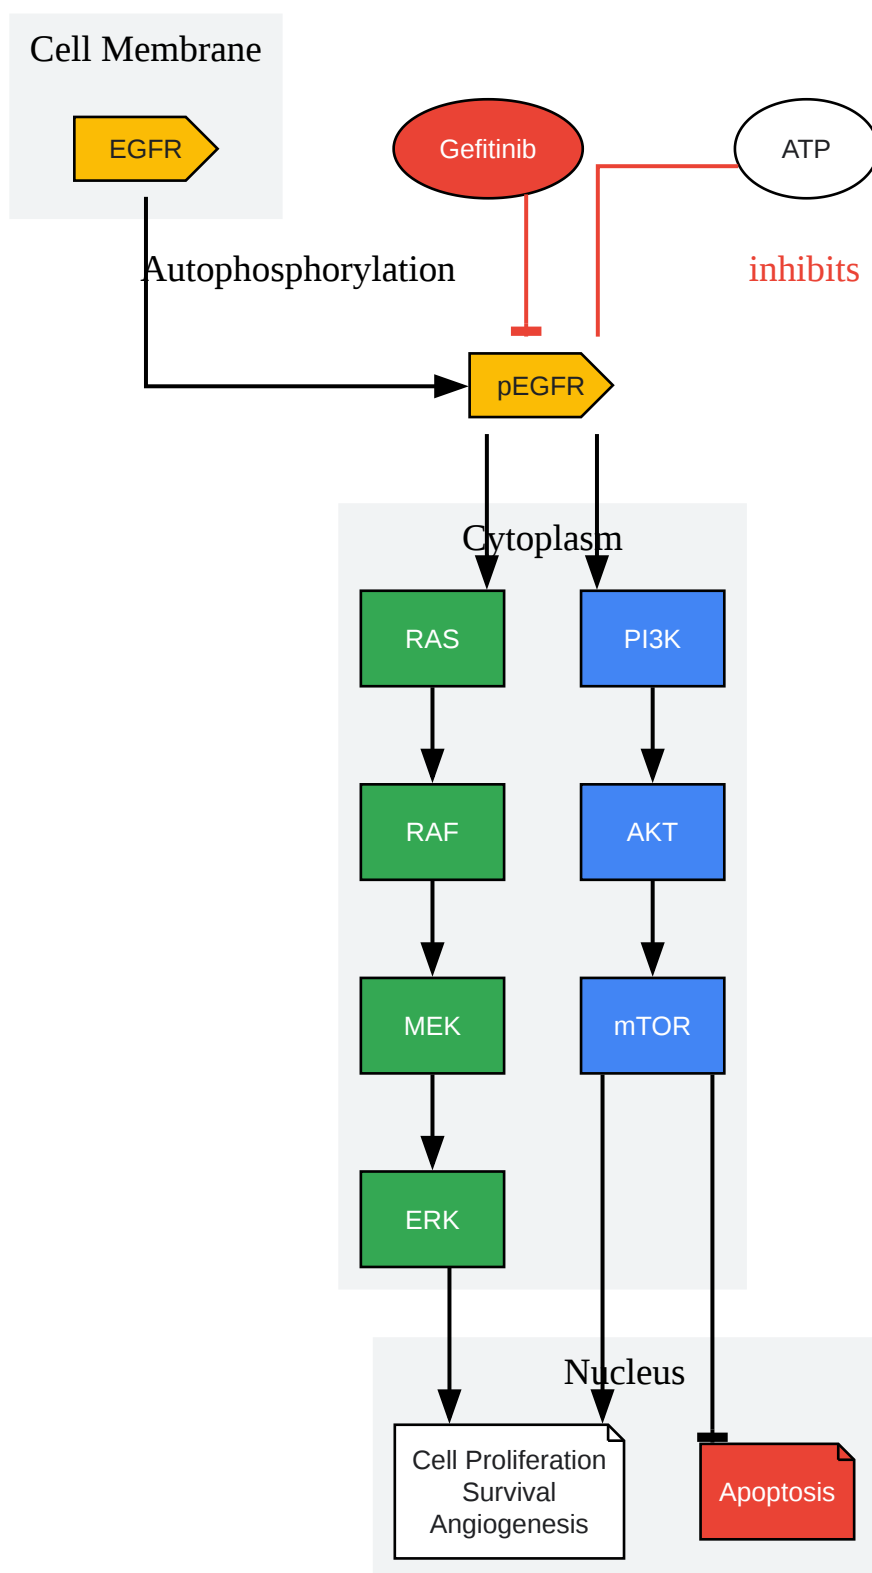 Cell Membrane
EGFR
Gefitinib
ATP
Autophosphorylation
inhibits
pEGFR
Cytoplasm
RAS
PI3K
RAF
AKT
MEK
mTOR
ERK
Nucleus
Cell Proliferation
Survival
Angiogenesis
Apoptosis